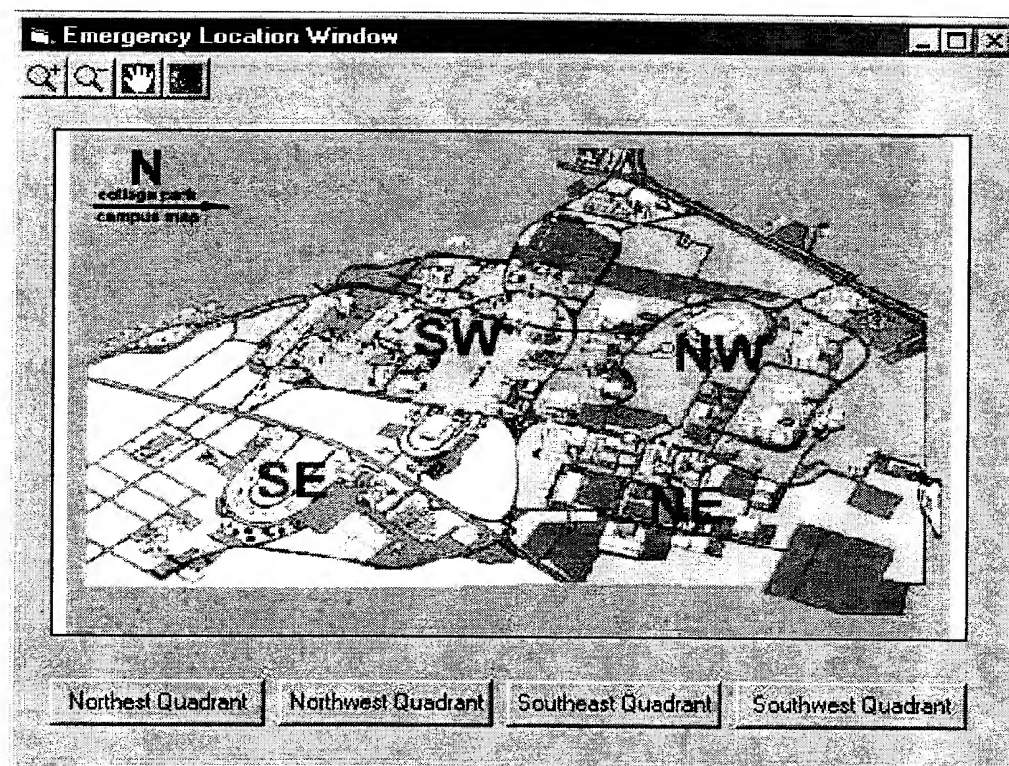 Emergency Location Window
N
college park
campus map
SW
NW
SE
NE
Northest Quadrant
Northwest Quadrant
Southeast Quadrant
Southwest Quadrant